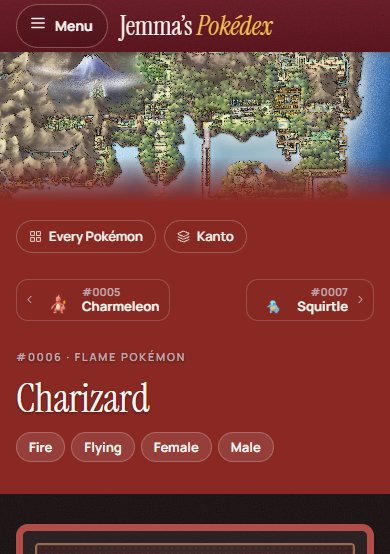 Menu
Jemma's Pokédex
Every Pokémon
Kanto
#0005
Charmeleon
#0007
Squirtle
#0006 · FLAME POKÉMON
Charizard
Fire
Flying
Female
Male